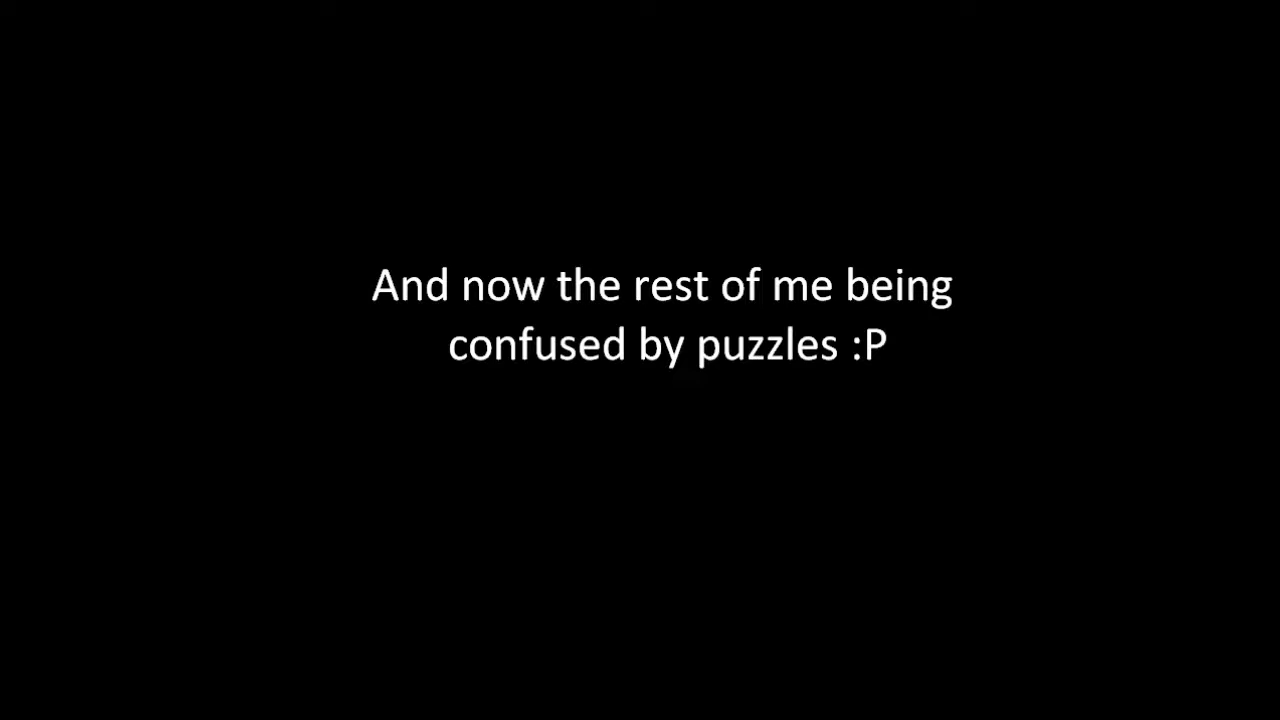 And now the rest of me being
confused by puzzles :P